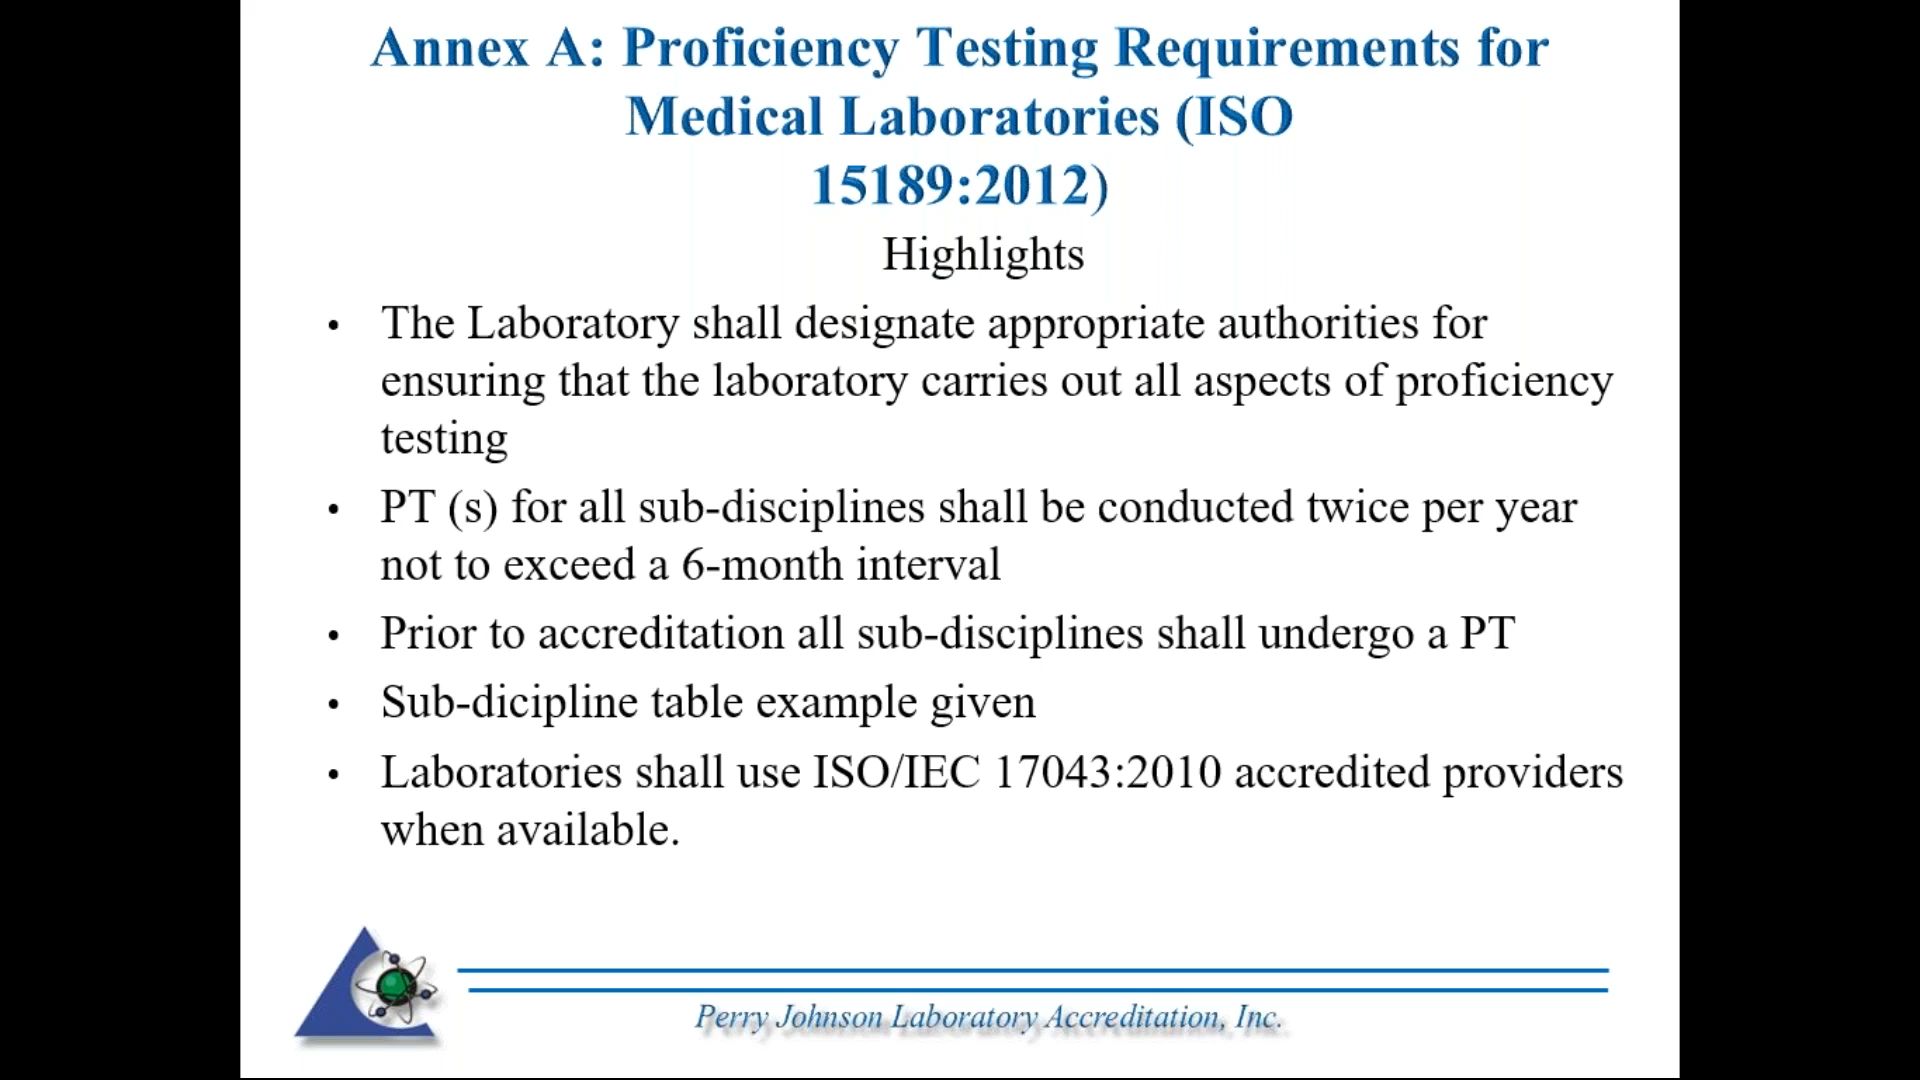 Annex A: Proficiency Testing Requirements for
Medical Laboratories (ISO
15189:2012)
Highlights
• The Laboratory shall designate appropriate authorities for
ensuring that the laboratory carries out all aspects of proficiency
testing
• PT (s) for all sub-disciplines shall be conducted twice per year
not to exceed a 6-month interval
• Prior to accreditation all sub-disciplines shall undergo a PT
• Sub-dicipline table example given
• Laboratories shall use ISO/IEC 17043:2010 accredited providers
when available.
Perry Johnson Laboratory Accreditation, Inc.